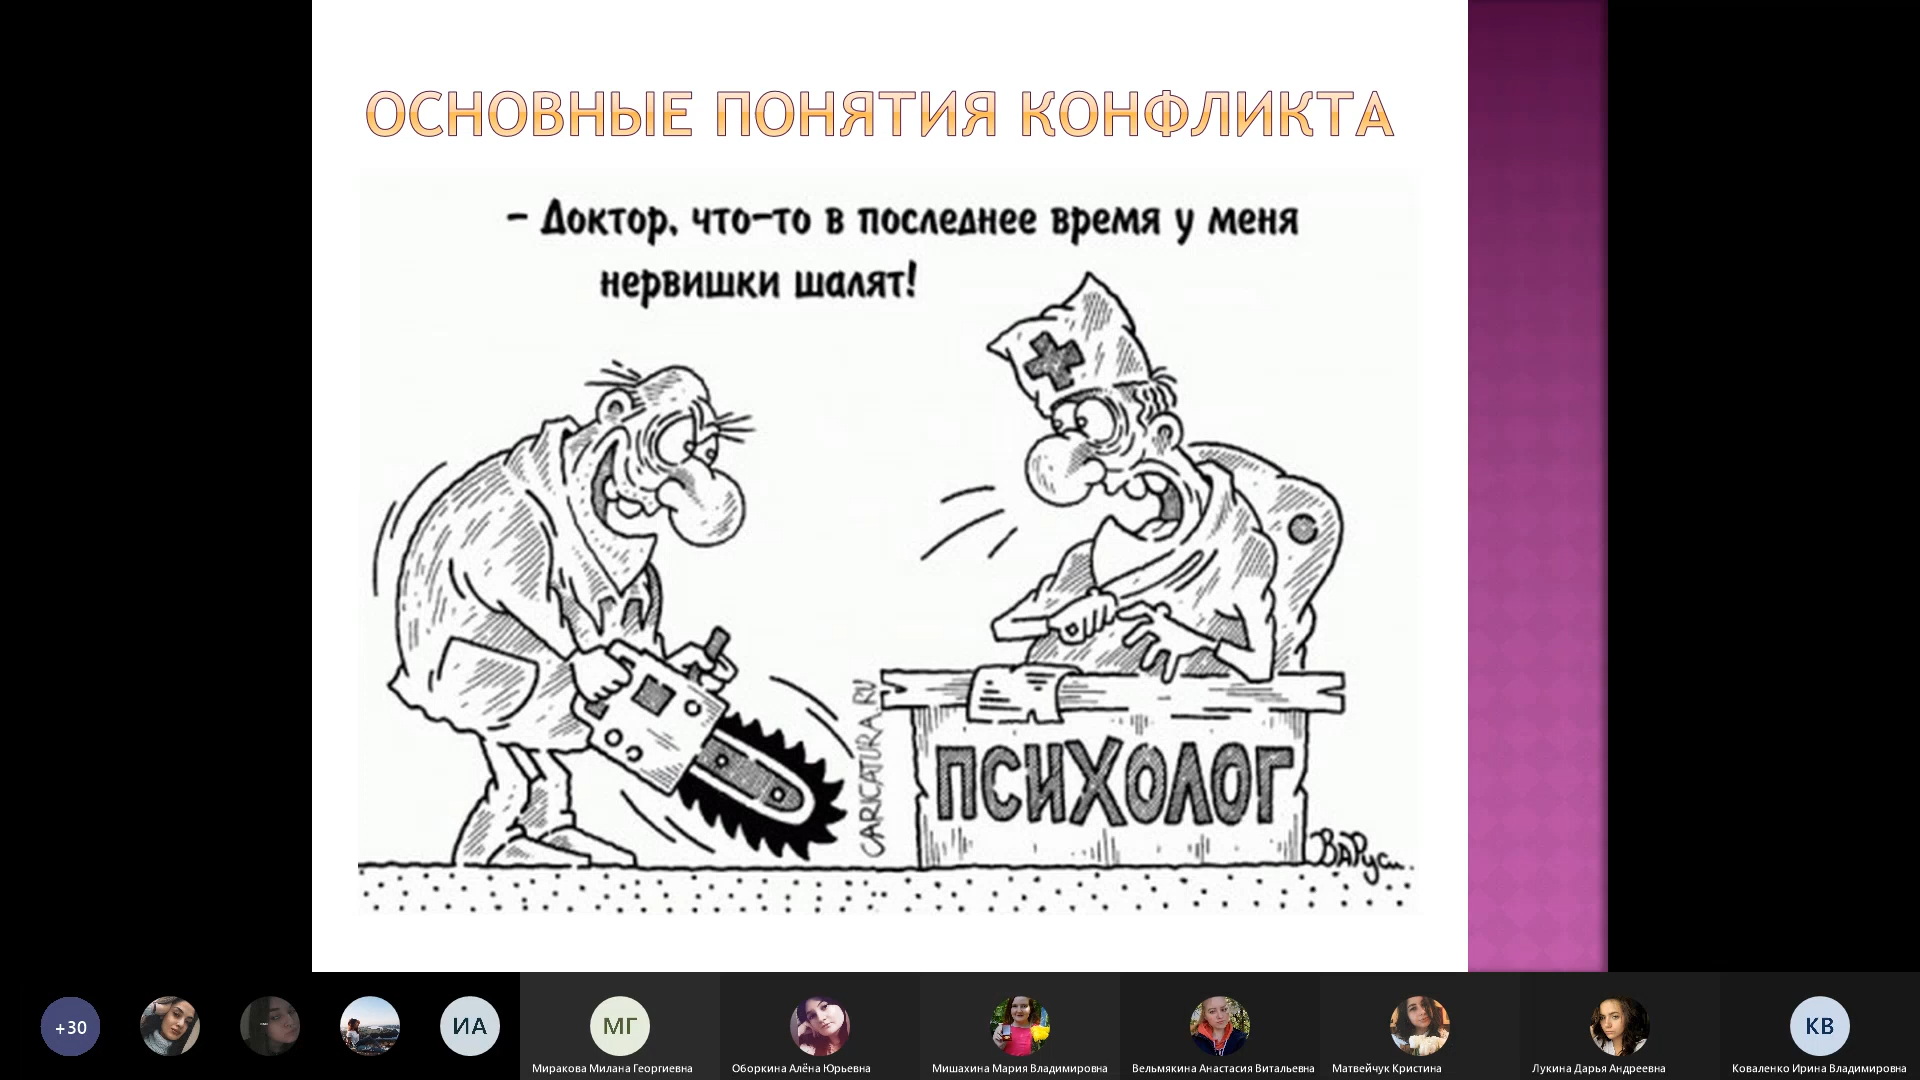 ОСНОВНЫЕ ПОНЯТИЯ КОНФЛИКТА
– Доктор, что-то в последнее время у меня
нервишки шалят!
CARICATURA.RU
ПСИХОЛОГ
+30
ИА
МГ
КВ
Миракова Милана Георгиевна
Оборкина Алёна Юрьевна
Мишахина Мария Владимировна
Вельмякина Анастасия Витальевна
Матвейчук Кристина
Лукина Дарья Андреевна
Коваленко Ирина Владимировна